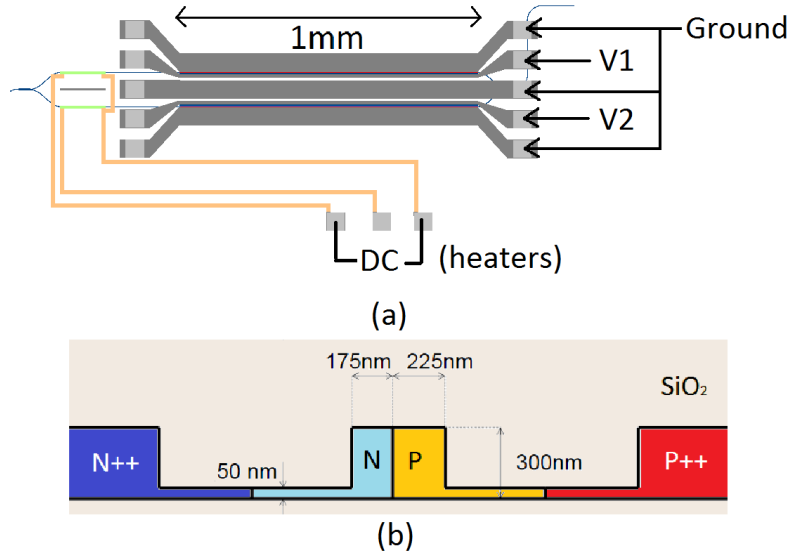 1mm
Ground
V1
V2
DC (heaters)
(a)
175nm 225nm
SiO₂
N++ N P P++
50 nm 300nm
(b)